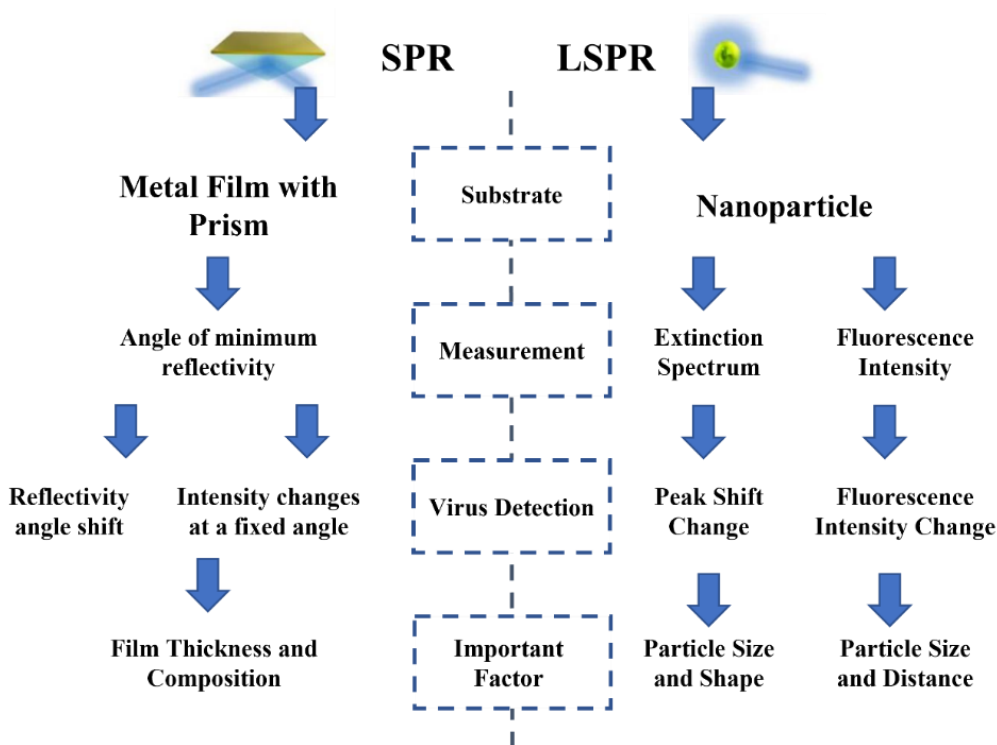 SPR
LSPR
Metal Film with
Prism
Substrate
Nanoparticle
Angle of minimum
reflectivity
Measurement
Extinction
Spectrum
Fluorescence
Intensity
Reflectivity
angle shift
Intensity changes
at a fixed angle
Virus Detection
Peak Shift
Change
Fluorescence
Intensity Change
Film Thickness and
Composition
Important
Factor
Particle Size
and Shape
Particle Size
and Distance